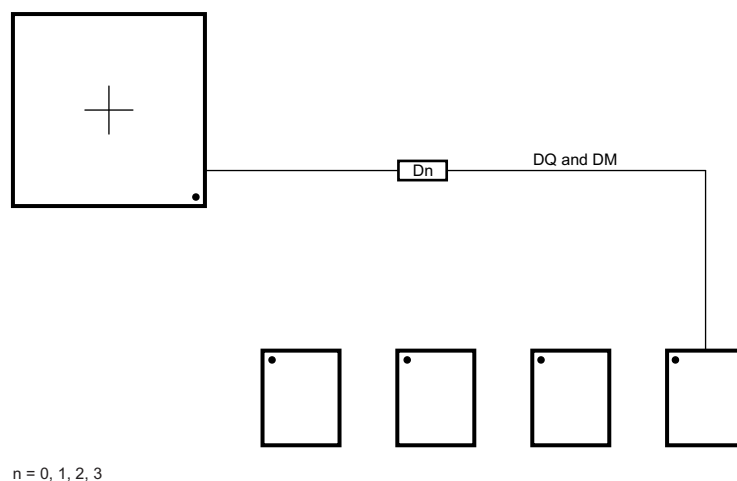 DQ and DM
Dn
n = 0, 1, 2, 3